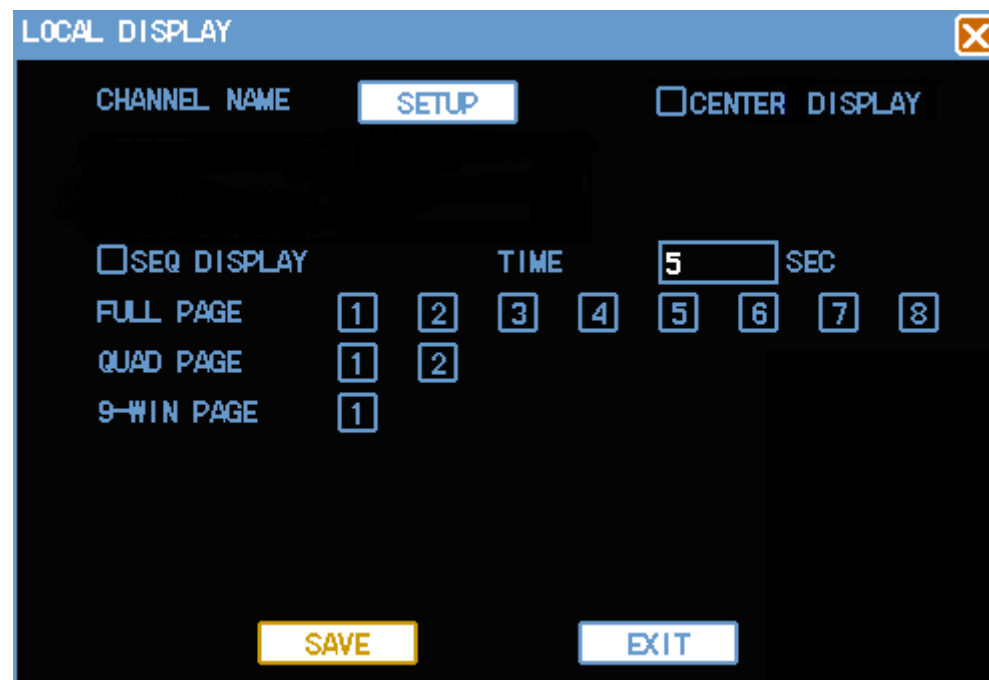 LOCAL DISPLAY
CHANNEL NAME SETUP CENTER DISPLAY
SEQ DISPLAY TIME 5 SEC
FULL PAGE 1 2 3 4 5 6 7 8
QUAD PAGE 1 2
9-WIN PAGE 1
SAVE EXIT